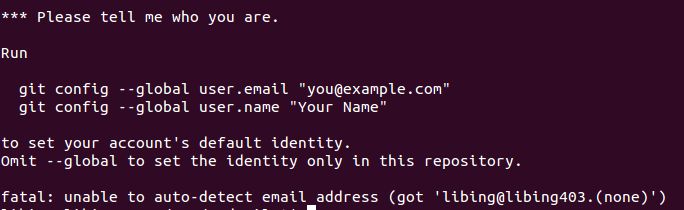 *** Please tell me who you are.
Run
git config --global user.email "you@example.com"
git config --global user.name "Your Name"
to set your account's default identity.
Omit --global to set the identity only in this repository.
fatal: unable to auto-detect email address (got 'libing@libing403.(none)')